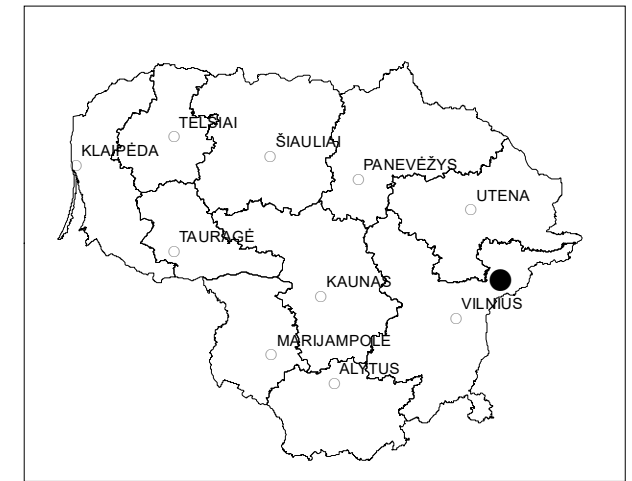 TELŠIAI
ŠIAULIAI
KLAIPĖDA
PANEVĖŽYS
UTENA
TAURAGĖ
KAUNAS
VILNIUS
MARIJAMPOLĖ
ALYTUS